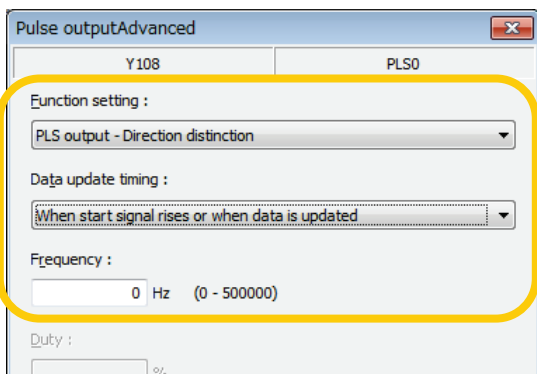 Pulse outputAdvanced
Y108 PLS0
Function setting :
PLS output - Direction distinction
Data update timing :
When start signal rises or when data is updated
Frequency :
0 Hz (0 - 500000)
Duty :
%